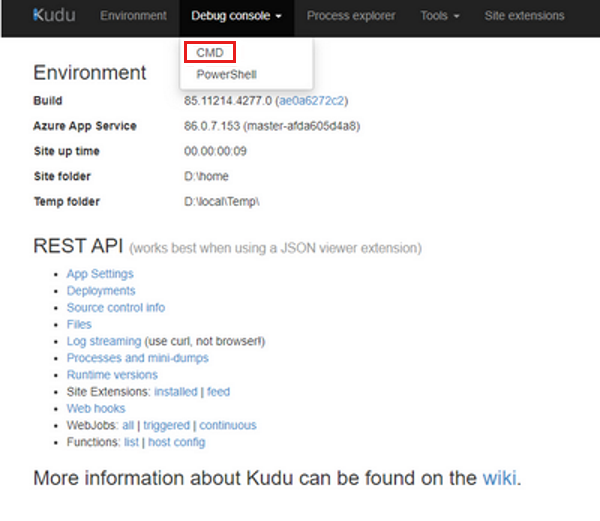 Kudu Environment Debug console Process explorer Tools Site extensions
CMD
PowerShell
Environment
Build 85.11214.4277.0 (ae0a6272c2)
Azure App Service 86.0.7.153 (master-afda605d4a8)
Site up time 00.00:00:09
Site folder D:\home
Temp folder D:\local\Temp\
REST API (works best when using a JSON viewer extension)
• App Settings
• Deployments
• Source control info
• Files
• Log streaming (use curl, not browser!)
• Processes and mini-dumps
• Runtime versions
• Site Extensions: installed | feed
• Web hooks
• WebJobs: all | triggered | continuous
• Functions: list | host config
More information about Kudu can be found on the wiki.